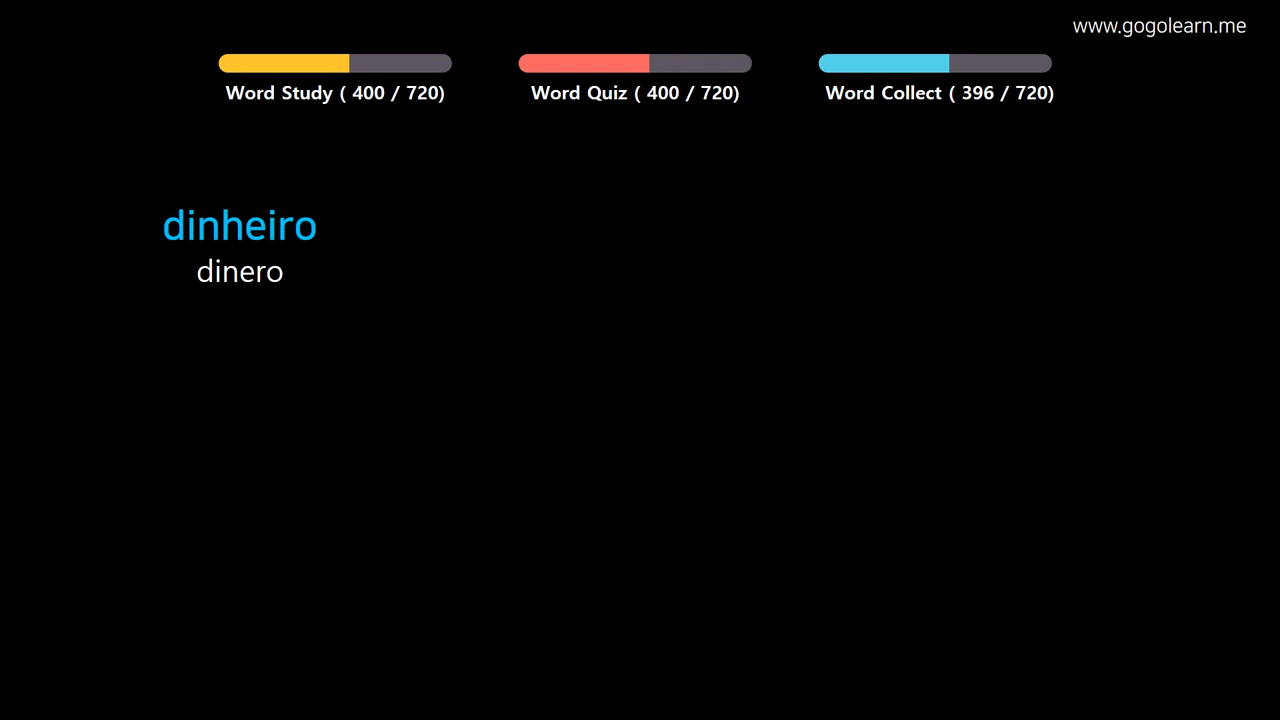 www.gogolearn.me
Word Study ( 400 / 720)
Word Quiz ( 400 / 720)
Word Collect ( 396 / 720)
dinheiro
dinero